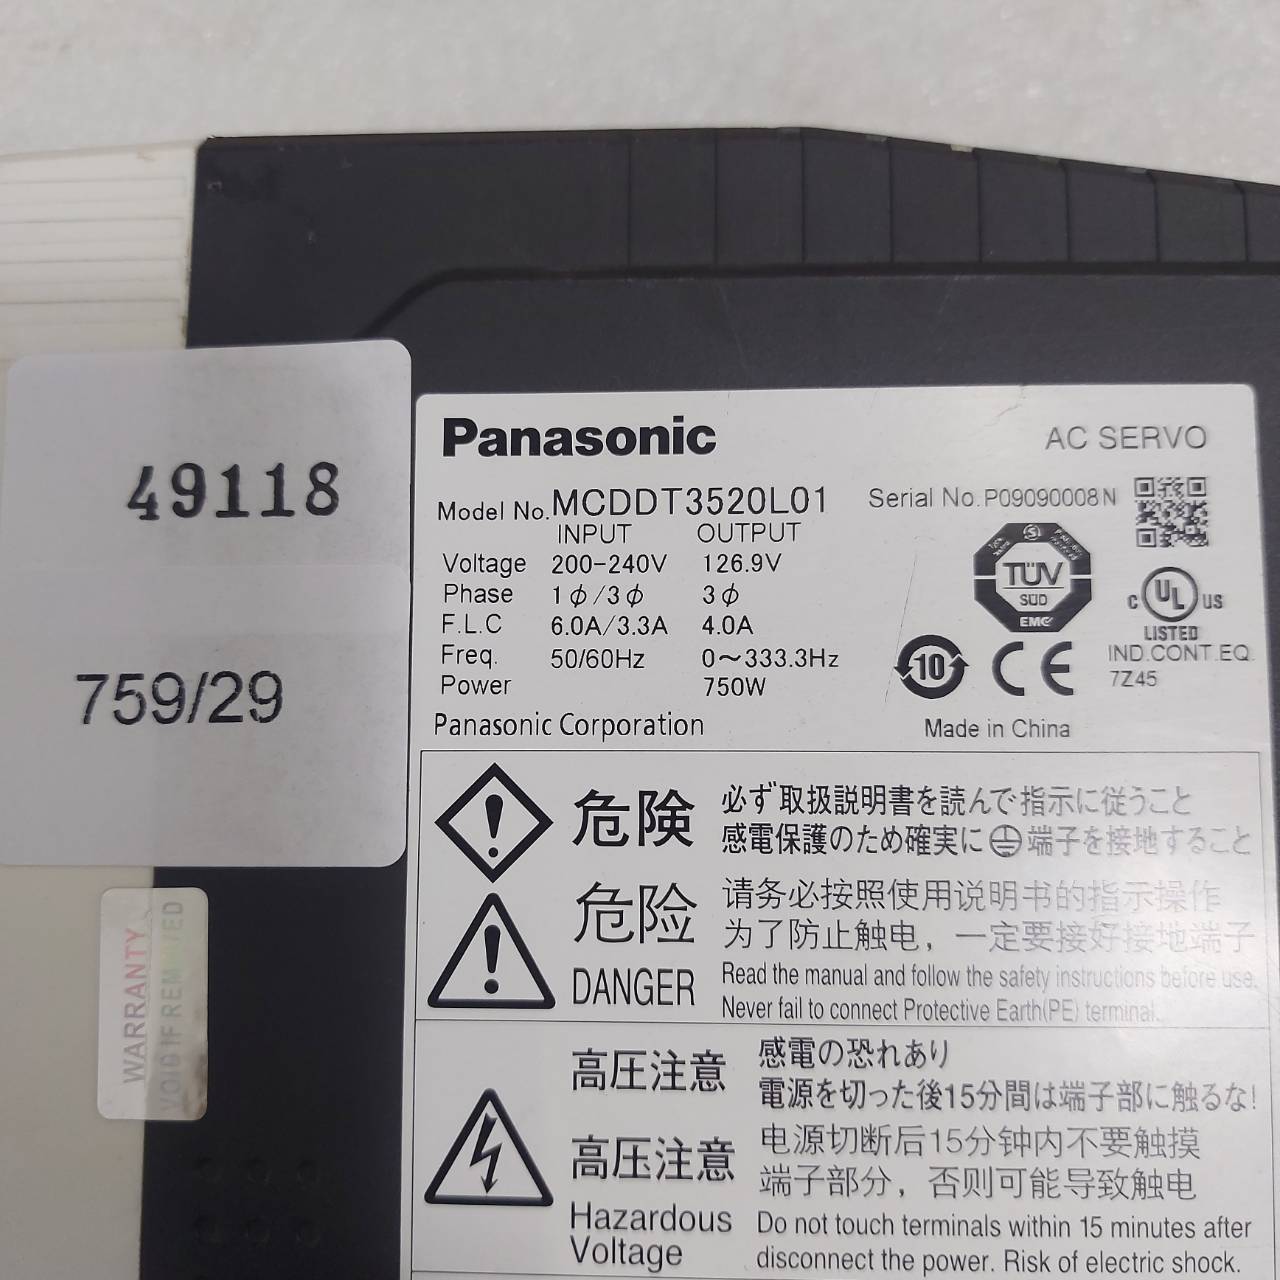 49118
759/29
WARRANTY
VOID IF REMOVED
Panasonic
AC SERVO
Model No. MCDDT3520L01
Serial No. P09090008N
INPUT OUTPUT
Voltage 200-240V 126.9V
Phase 1ϕ/3ϕ 3ϕ
F.L.C 6.0A/3.3A 4.0A
Freq. 50/60Hz 0~333.3Hz
Power 750W
Panasonic Corporation
TÜV
SÜD
EMC
C UL US
LISTED
IND.CONT.EQ.
7Z45
10
CE
Made in China
危険
必ず取扱説明書を読んで指示に従うこと
感電保護のため確実に⏚端子を接地すること
危险
请务必按照使用说明书的指示操作
为了防止触电，一定要接好接地端子
DANGER
Read the manual and follow the safety instructions before use.
Never fail to connect Protective Earth(PE) terminal.
高圧注意
感電の恐れあり
電源を切った後15分間は端子部に触るな!
高压注意
电源切断后15分钟内不要触摸
端子部分，否则可能导致触电
Hazardous
Voltage
Do not touch terminals within 15 minutes after
disconnect the power. Risk of electric shock.